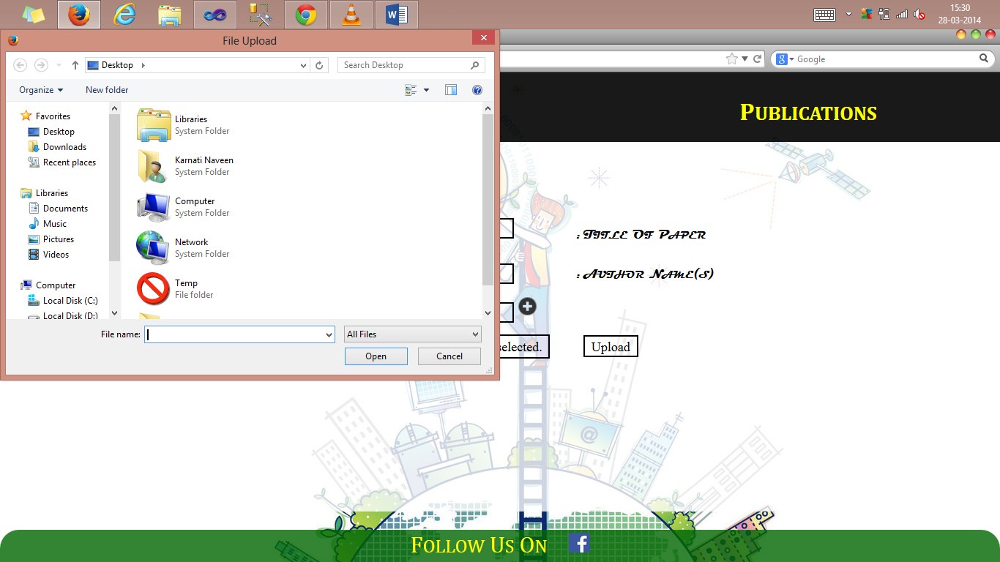 15:30
28-03-2014
File Upload
Desktop
Search Desktop
Google
Organize
New folder
PUBLICATIONS
Favorites
Desktop
Downloads
Recent places
Libraries
Documents
Music
Pictures
Videos
Computer
Local Disk (C:)
Local Disk (D:)
Libraries
System Folder
Karnati Naveen
System Folder
Computer
System Folder
Network
System Folder
Temp
File folder
: TITLE OF PAPER
: AUTHOR NAME(S)
File name:
All Files
Open
Cancel
selected.
Upload
@
FOLLOW US ON